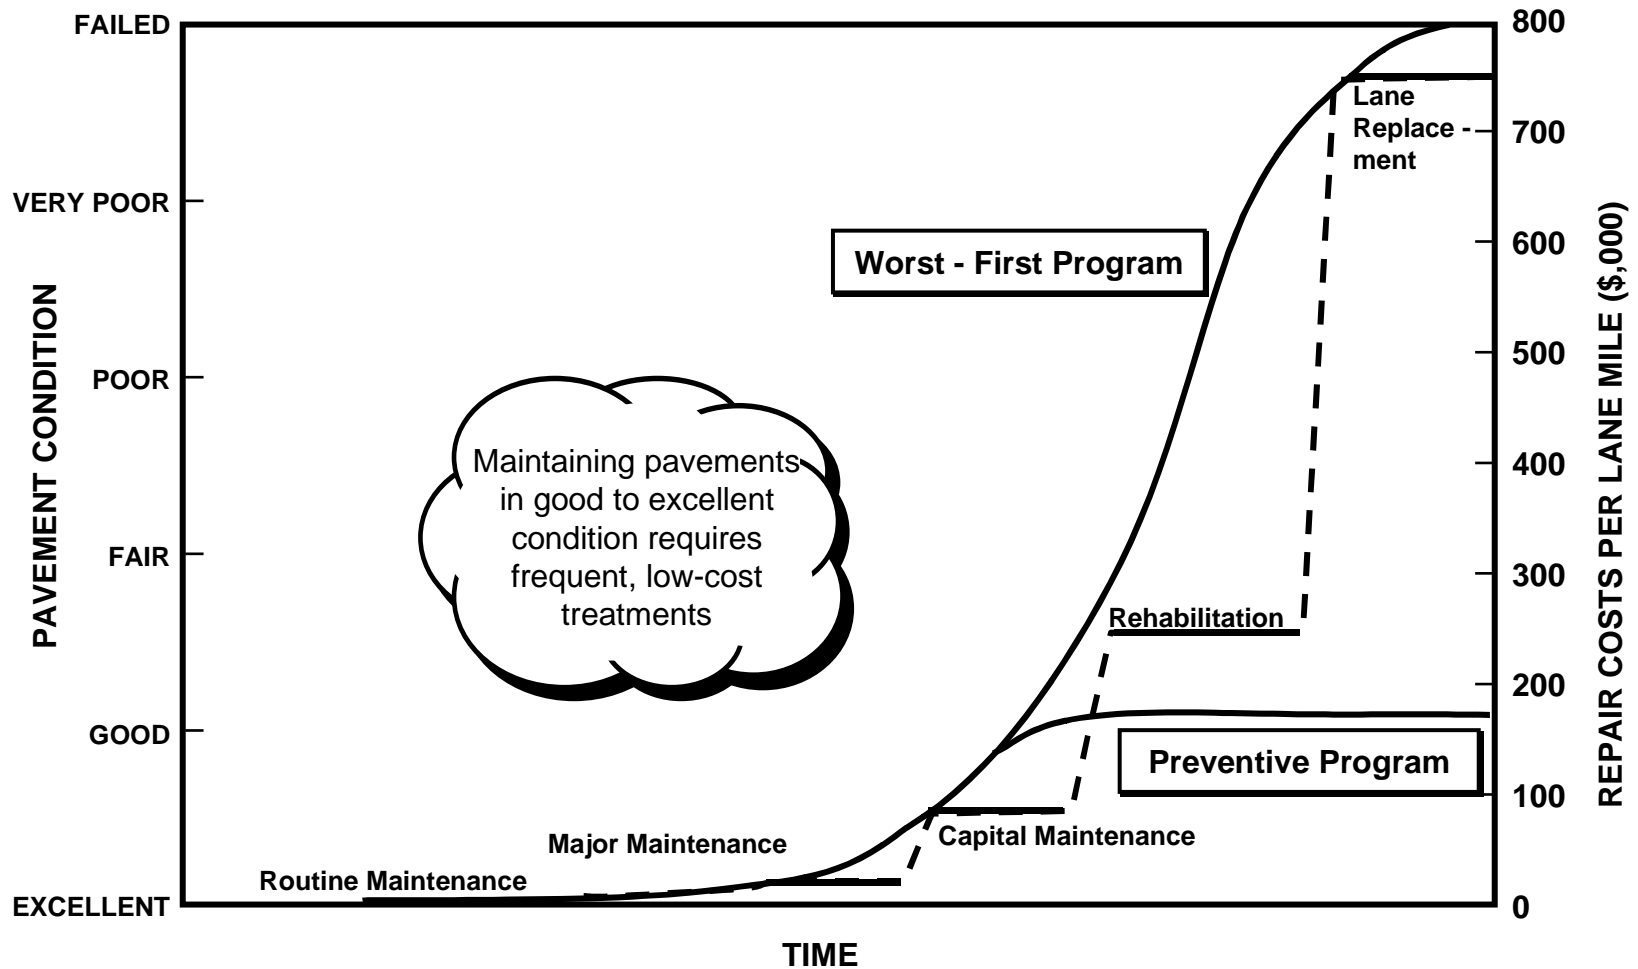 FAILED
VERY POOR
POOR
FAIR
GOOD
EXCELLENT
PAVEMENT CONDITION
Worst - First Program
Maintaining pavements
in good to excellent
condition requires
frequent, low-cost
treatments
Routine Maintenance
Major Maintenance
Capital Maintenance
Rehabilitation
Lane
Replace -
ment
Preventive Program
800
700
600
500
400
300
200
100
0
REPAIR COSTS PER LANE MILE ($,000)
TIME